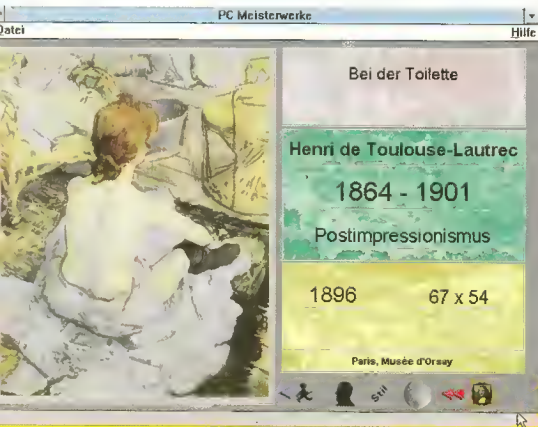 PC Meisterwerke
Datei
Hilfe
Bei der Toilette
Henri de Toulouse-Lautrec
1864 - 1901
Postimpressionismus
1896
67 x 54
Paris, Musée d'Orsay
Stil